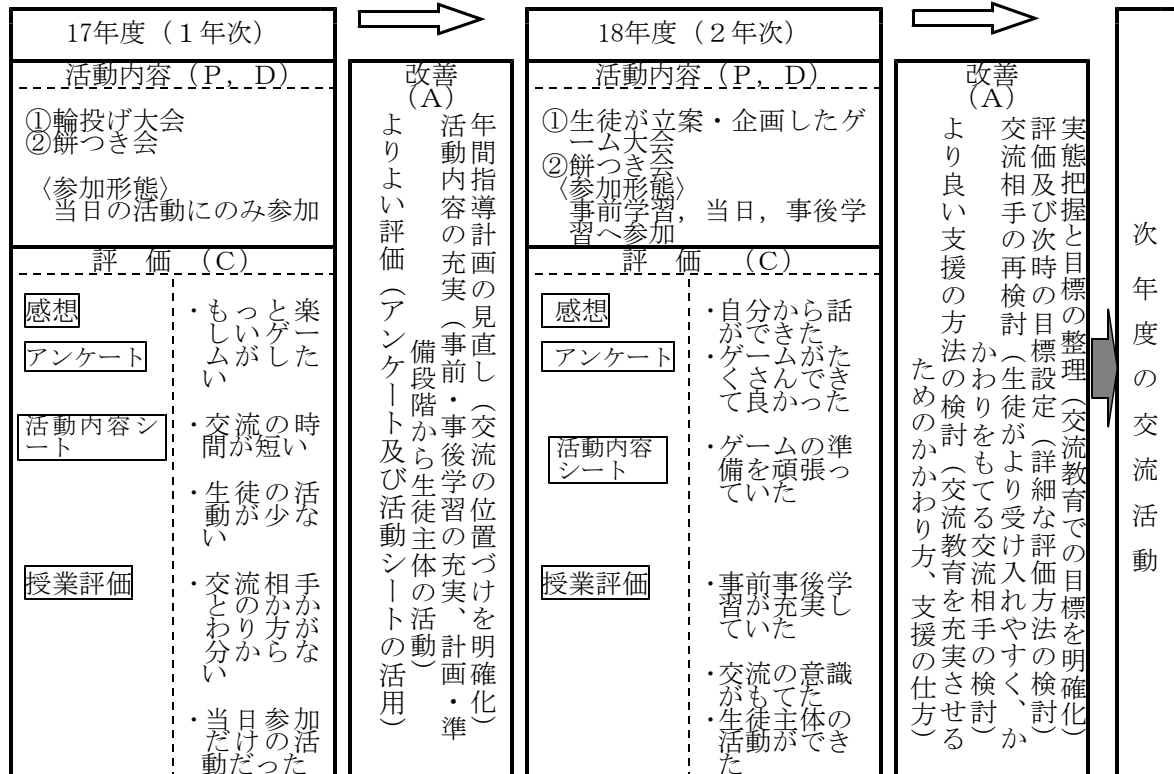 17年度（１年次）
活動内容（Ｐ，Ｄ）
①輪投げ大会
②餅つき会
〈参加形態〉
当日の活動にのみ参加
評　価　（Ｃ）
感想
アンケート
・もっと楽
しいゲー
ムがした
い
活動内容シ
ート
・交流の時
間が短い
・生徒の活
動が少な
い
授業評価
・交流相手
とのかか
わり方が
分からな
い
・当日参加
だけの活
動だった
改善
（Ａ）
年間指導計画の見直し（交流の位置づけを明確化）
活動内容の充実（事前・事後学習の充実、計画・準
備段階から生徒主体の活動）
よりよい評価（アンケート及び活動シートの活用）
18年度（２年次）
活動内容（Ｐ，Ｄ）
①生徒が立案・企画したゲ
ーム大会
②餅つき会
〈参加形態〉
事前学習，当日，事後学
習へ参加
評　価　（Ｃ）
感想
アンケート
・自分から話
ができた
・ゲームがた
くさんでき
て良かった
活動内容
シート
・ゲームの準
備を頑張っ
ていた
授業評価
・事前事後学
習が充実し
ていた
・交流の意識
がもてた
・生徒主体の
活動ができ
た
改善
（Ａ）
実態把握と目標の整理（交流教育での目標を明確化）
評価及び次時の目標設定（詳細な評価方法の検討）
交流相手の再検討（生徒がより受け入れやすく、か
かわりをもてる交流相手の検討）
より良い支援の方法の検討（交流教育を充実させる
ためのかかわり方、支援の仕方）
次年度の交流活動